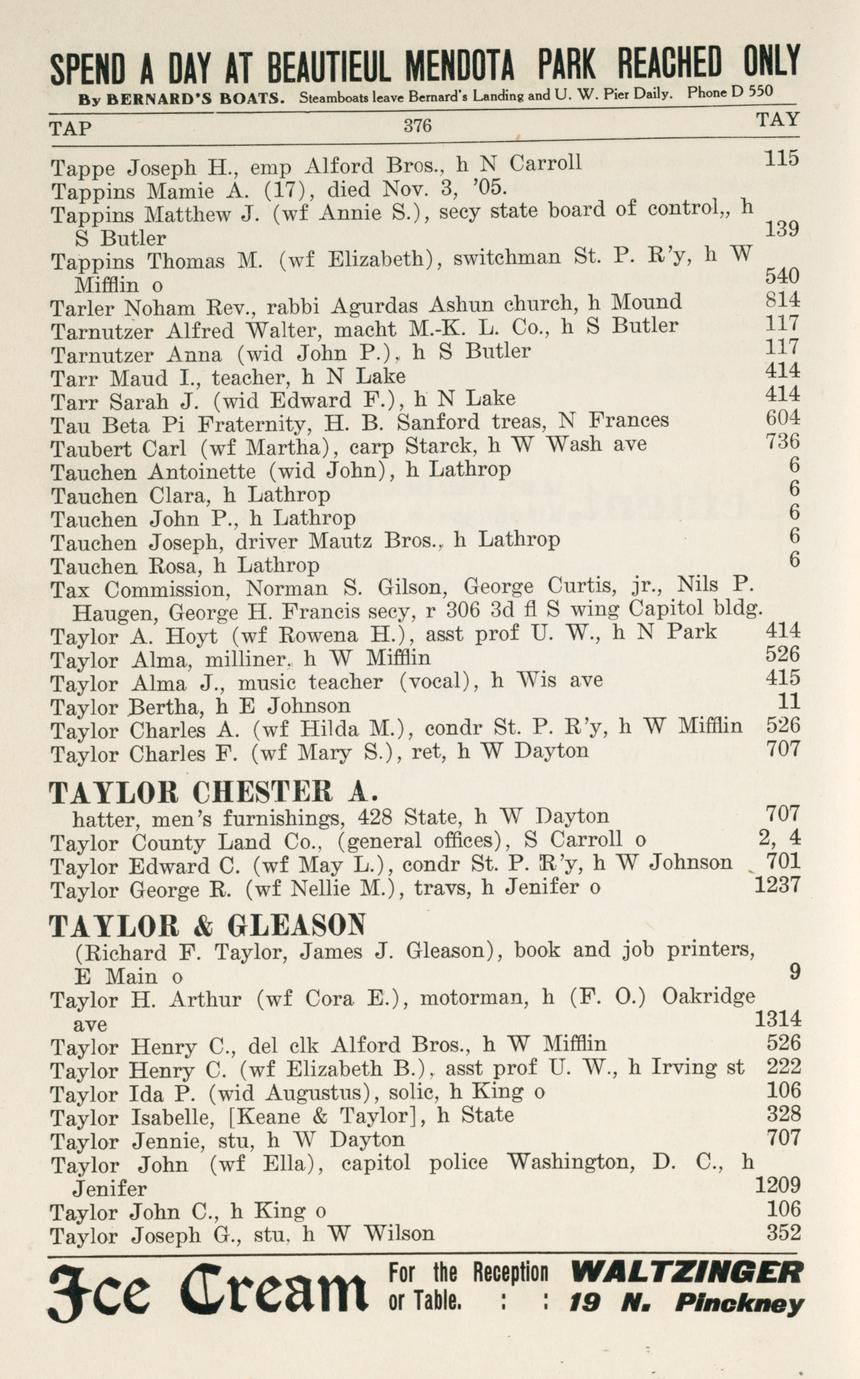 SPEND A DAY AT BEAUTIEUL MENDOTA PARK REACHED ONLY
By BERNARD'S BOATS. Steamboats leave Bernard's Landing and U. W. Pier Daily. Phone D 550
TAP 376 TAY
Tappe Joseph H., emp Alford Bros., h N Carroll 115
Tappins Mamie A. (17), died Nov. 3, '05.
Tappins Matthew J. (wf Annie S.), secy state board of control,, h
S Butler 139
Tappins Thomas M. (wf Elizabeth), switchman St. P. R'y, h W
Mifflin o 540
Tarler Noham Rev., rabbi Agurdas Ashun church, h Mound 814
Tarnutzer Alfred Walter, macht M.-K. L. Co., h S Butler 117
Tarnutzer Anna (wid John P.), h S Butler 117
Tarr Maud I., teacher, h N Lake 414
Tarr Sarah J. (wid Edward F.), h N Lake 414
Tau Beta Pi Fraternity, H. B. Sanford treas, N Frances 604
Taubert Carl (wf Martha), carp Starck, h W Wash ave 736
Tauchen Antoinette (wid John), h Lathrop 6
Tauchen Clara, h Lathrop 6
Tauchen John P., h Lathrop 6
Tauchen Joseph, driver Mautz Bros., h Lathrop 6
Tauchen Rosa, h Lathrop 6
Tax Commission, Norman S. Gilson, George Curtis, jr., Nils P.
Haugen, George H. Francis secy, r 306 3d fl S wing Capitol bldg.
Taylor A. Hoyt (wf Rowena H.), asst prof U. W., h N Park 414
Taylor Alma, milliner, h W Mifflin 526
Taylor Alma J., music teacher (vocal), h Wis ave 415
Taylor Bertha, h E Johnson 11
Taylor Charles A. (wf Hilda M.), condr St. P. R'y, h W Mifflin 526
Taylor Charles F. (wf Mary S.), ret, h W Dayton 707
TAYLOR CHESTER A.
hatter, men's furnishings, 428 State, h W Dayton 707
Taylor County Land Co., (general offices), S Carroll o 2, 4
Taylor Edward C. (wf May L.), condr St. P. R'y, h W Johnson 701
Taylor George R. (wf Nellie M.), travs, h Jenifer o 1237
TAYLOR & GLEASON
(Richard F. Taylor, James J. Gleason), book and job printers,
E Main o 9
Taylor H. Arthur (wf Cora E.), motorman, h (F. O.) Oakridge
ave 1314
Taylor Henry C., del clk Alford Bros., h W Mifflin 526
Taylor Henry C. (wf Elizabeth B.), asst prof U. W., h Irving st 222
Taylor Ida P. (wid Augustus), solic, h King o 106
Taylor Isabelle, [Keane & Taylor], h State 328
Taylor Jennie, stu, h W Dayton 707
Taylor John (wf Ella), capitol police Washington, D. C., h
Jenifer 1209
Taylor John C., h King o 106
Taylor Joseph G., stu, h W Wilson 352
Ice Cream For the Reception WALTZINGER
or Table. : : 19 N. Pinckney